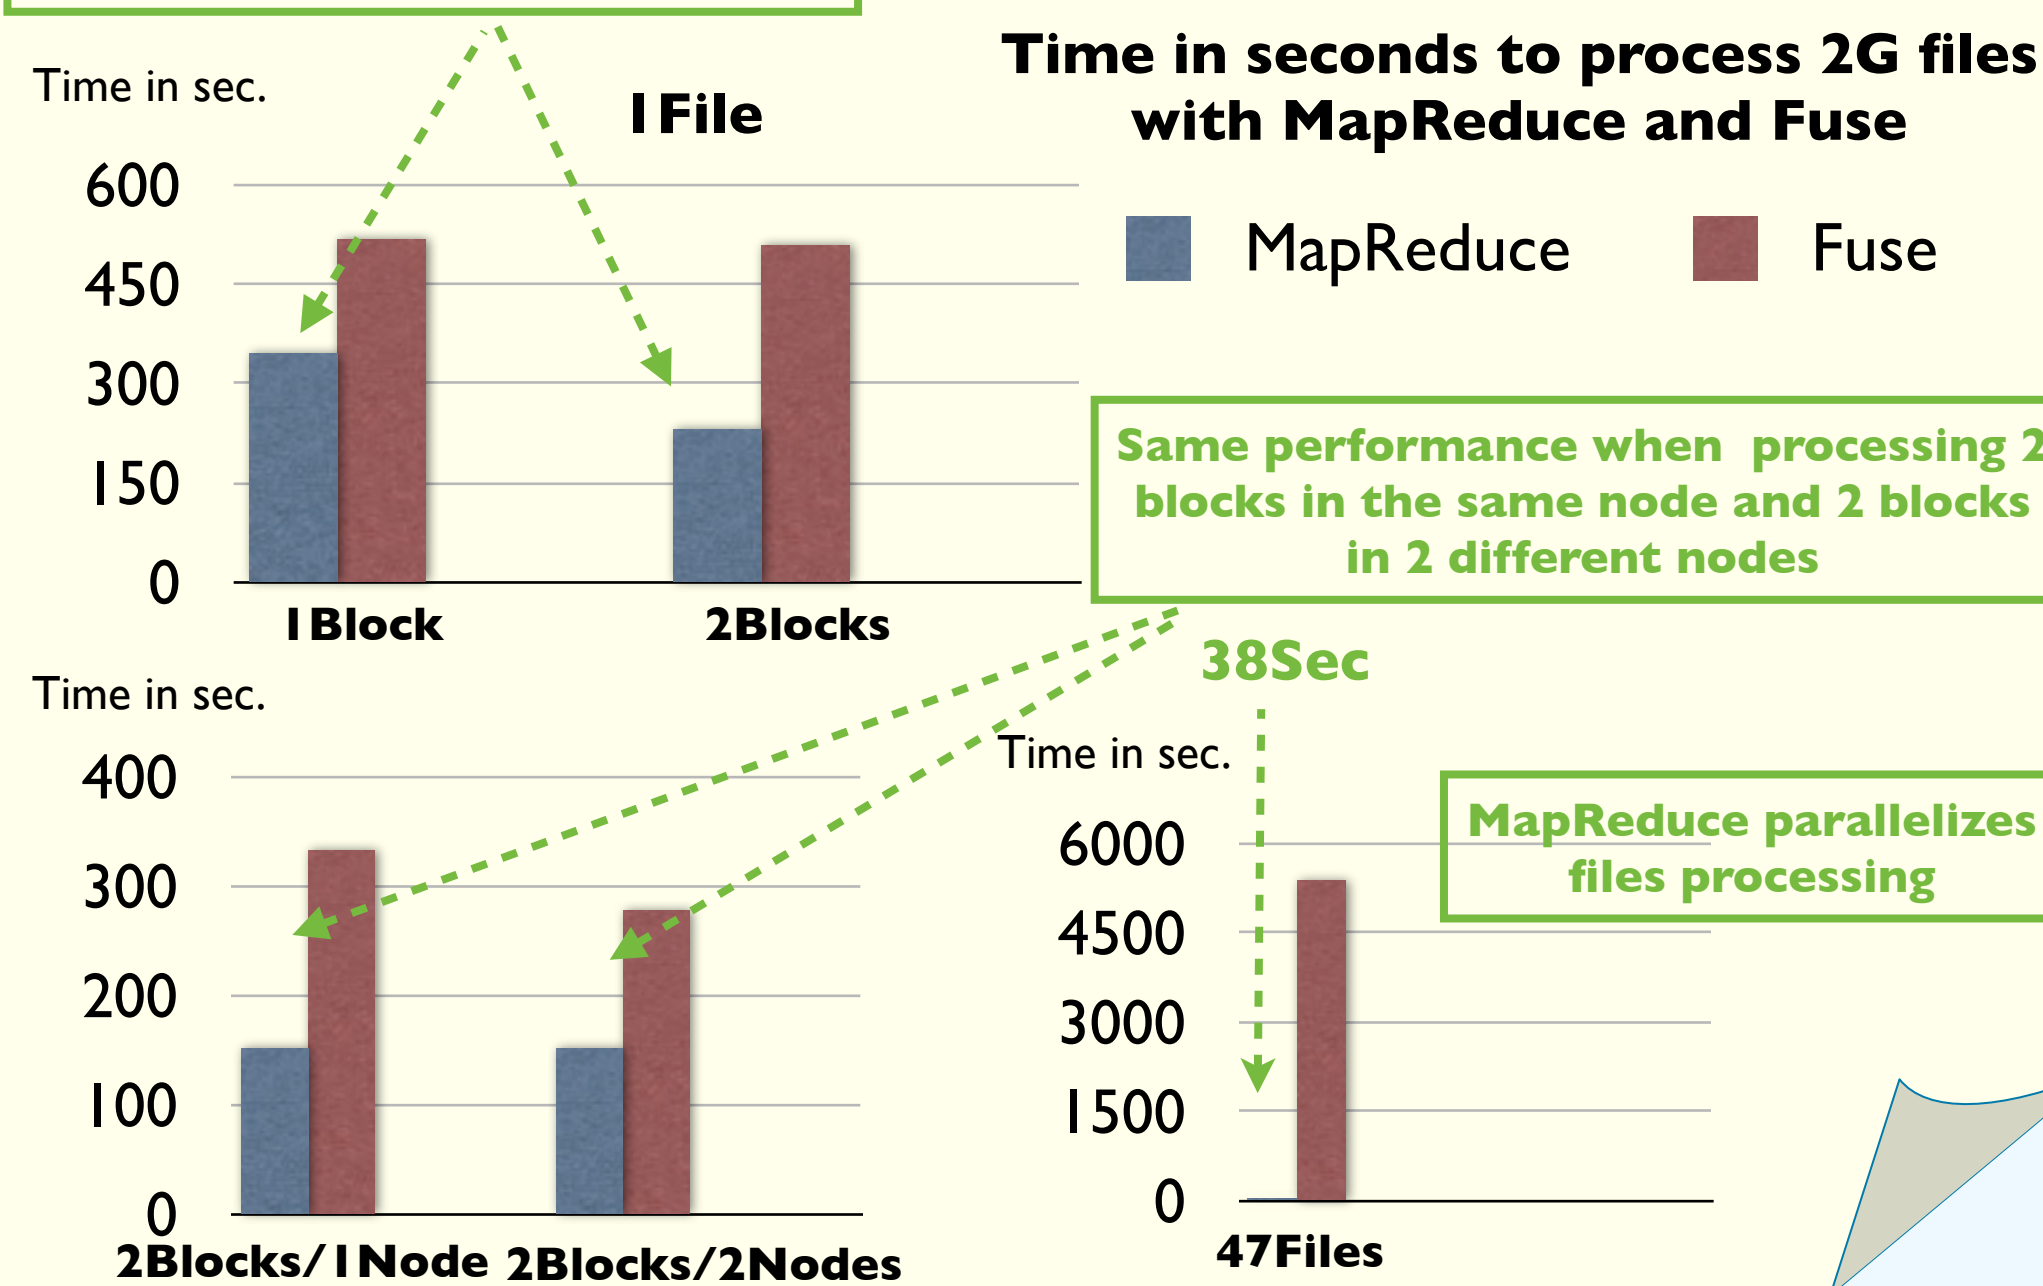 Time in seconds to process 2G files
with MapReduce and Fuse
Time in sec.
1File
MapReduce
Fuse
600
450
300
150
0
1Block
2Blocks
Same performance when processing 2
blocks in the same node and 2 blocks
in 2 different nodes
Time in sec.
400
300
200
100
0
2Blocks/1Node
2Blocks/2Nodes
38Sec
Time in sec.
MapReduce parallelizes
files processing
6000
4500
3000
1500
0
47Files